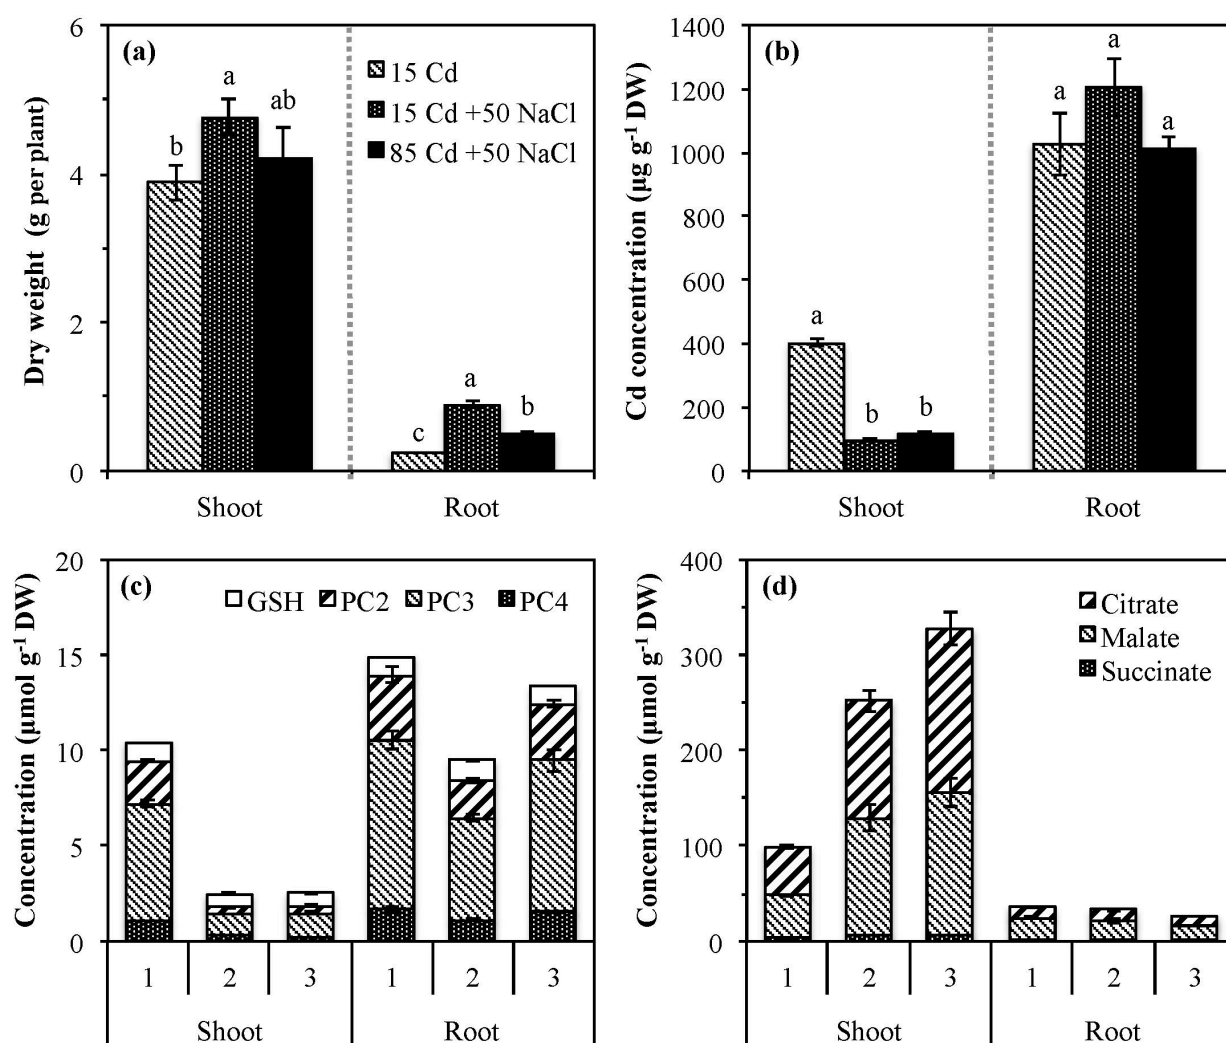 (a)
Dry weight (g per plant)
6
4
2
0
b
a
ab
c
a
b
15 Cd
15 Cd +50 NaCl
85 Cd +50 NaCl
Shoot
Root
(b)
Cd concentration (µg g-1 DW)
1400
1200
1000
800
600
400
200
0
a
b
b
a
a
a
Shoot
Root
(c)
Concentration (µmol g-1 DW)
20
15
10
5
0
GSH
PC2
PC3
PC4
1
2
3
1
2
3
Shoot
Root
(d)
Concentration (µmol g-1 DW)
400
300
200
100
0
Citrate
Malate
Succinate
1
2
3
1
2
3
Shoot
Root